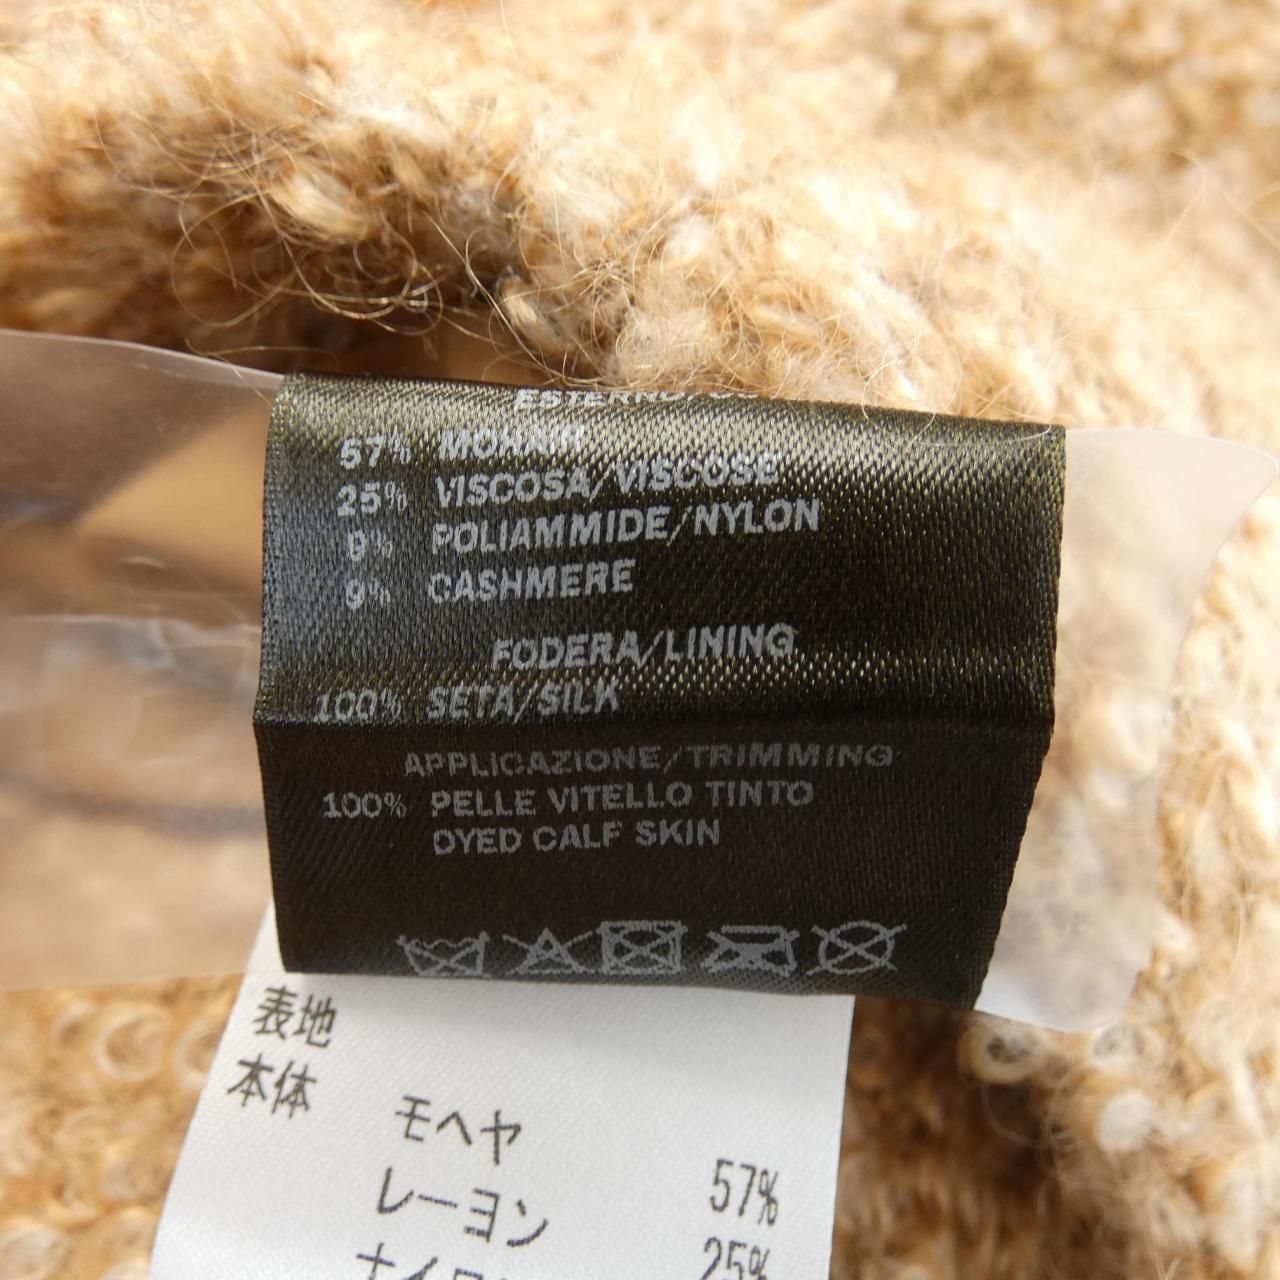 57% MOHAIR
25% VISCOSA/VISCOSE
9% POLIAMMIDE/NYLON
9% CASHMERE
FODERA/LINING
100% SETA/SILK
APPLICAZIONE/TRIMMING
100% PELLE VITELLO TINTO
DYED CALF SKIN
表地
本体
モヘヤ
57%
レーヨン
25%